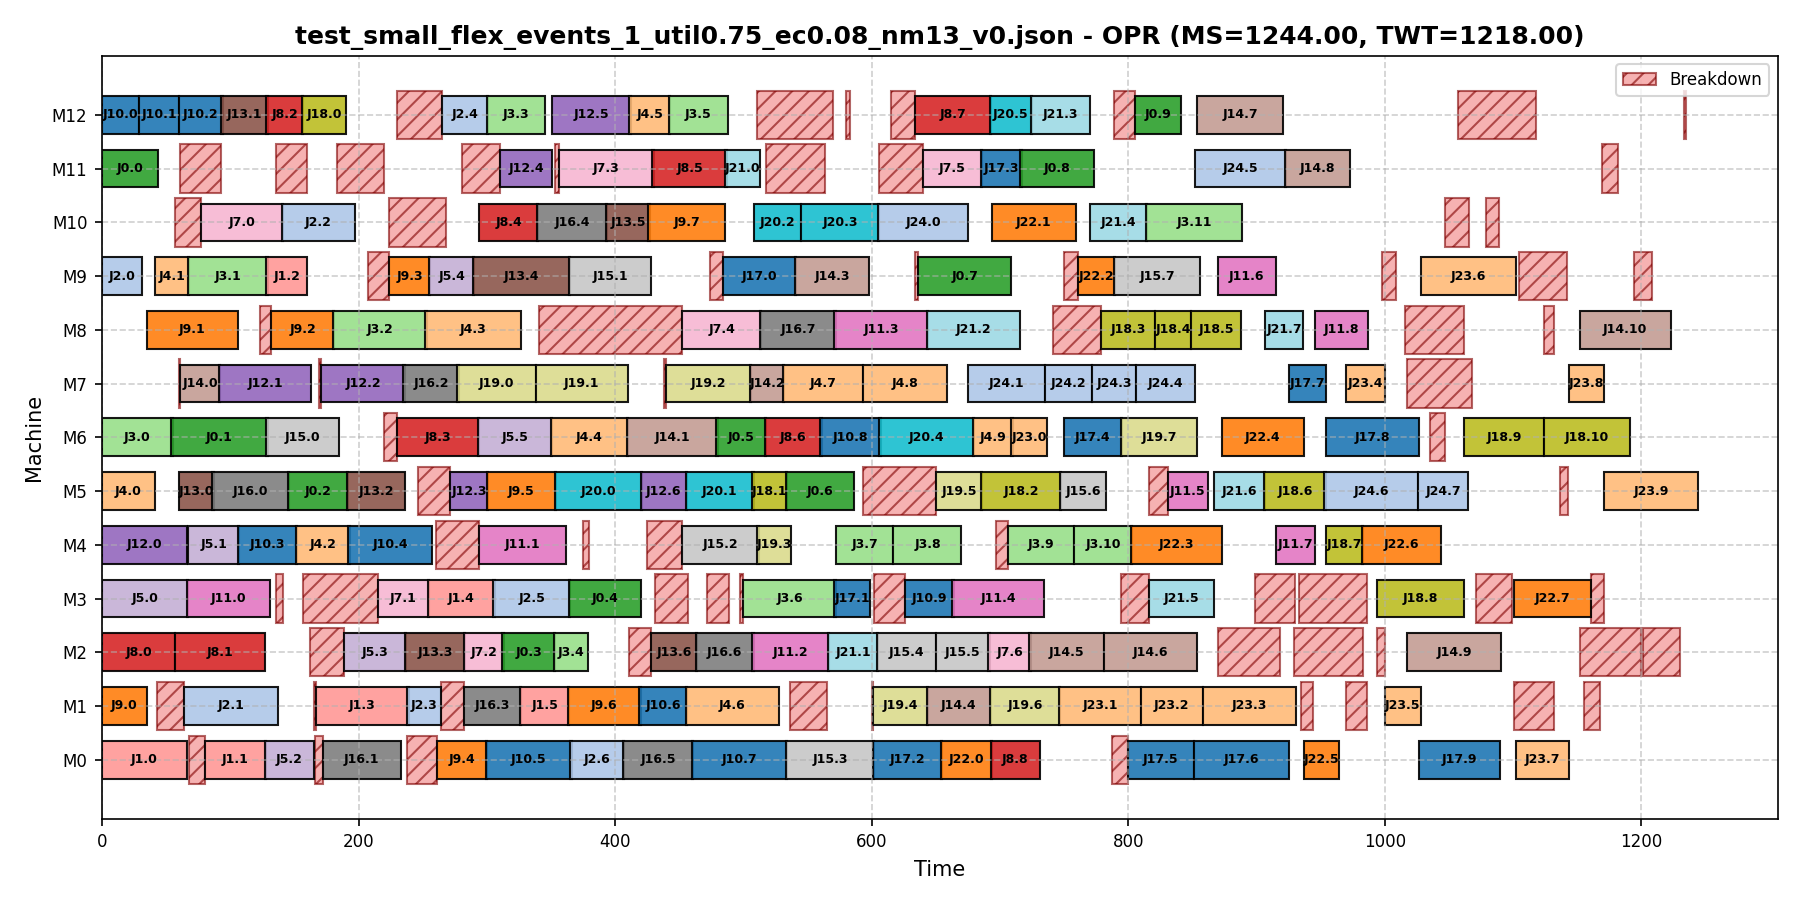 test_small_flex_events_1_util0.75_ec0.08_nm13_v0.json - OPR (MS=1244.00, TWT=1218.00)
Breakdown
Machine
M12 J10.0 J10.1 J10.2 J13.1 J8.2 J18.0 J2.4 J3.3 J12.5 J4.5 J3.5 J8.7 J20.5 J21.3 J0.9 J14.7
M11 J0.0 J12.4 J7.3 J8.5 J21.0 J7.5 J17.3 J0.8 J24.5 J14.8
M10 J7.0 J2.2 J8.4 J16.4 J13.5 J9.7 J20.2 J20.3 J24.0 J22.1 J21.4 J3.11
M9 J2.0 J4.1 J3.1 J1.2 J9.3 J5.4 J13.4 J15.1 J17.0 J14.3 J0.7 J22.2 J15.7 J11.6 J23.6
M8 J9.1 J9.2 J3.2 J4.3 J7.4 J16.7 J11.3 J21.2 J18.3 J18.4 J18.5 J21.7 J11.8 J14.10
M7 J14.0 J12.1 J12.2 J16.2 J19.0 J19.1 J19.2 J14.2 J4.7 J4.8 J24.1 J24.2 J24.3 J24.4 J17.7 J23.4 J23.8
M6 J3.0 J0.1 J15.0 J8.3 J5.5 J4.4 J14.1 J0.5 J8.6 J10.8 J20.4 J4.9 J23.0 J17.4 J19.7 J22.4 J17.8 J18.9 J18.10
M5 J4.0 J13.0 J16.0 J0.2 J13.2 J12.3 J9.5 J20.0 J12.6 J20.1 J18.1 J0.6 J19.5 J18.2 J15.6 J11.5 J21.6 J18.6 J24.6 J24.7 J23.9
M4 J12.0 J5.1 J10.3 J4.2 J10.4 J11.1 J15.2 J19.3 J3.7 J3.8 J3.9 J3.10 J22.3 J11.7 J18.7 J22.6
M3 J5.0 J11.0 J7.1 J1.4 J2.5 J0.4 J3.6 J17.1 J10.9 J11.4 J21.5 J18.8 J22.7
M2 J8.0 J8.1 J5.3 J13.3 J7.2 J0.3 J3.4 J13.6 J16.6 J11.2 J21.1 J15.4 J15.5 J7.6 J14.5 J14.6 J14.9
M1 J9.0 J2.1 J1.3 J2.3 J16.3 J1.5 J9.6 J10.6 J4.6 J19.4 J14.4 J19.6 J23.1 J23.2 J23.3 J23.5
M0 J1.0 J1.1 J5.2 J16.1 J9.4 J10.5 J2.6 J16.5 J10.7 J15.3 J17.2 J22.0 J8.8 J17.5 J17.6 J22.5 J17.9 J23.7
0 200 400 600 800 1000 1200
Time